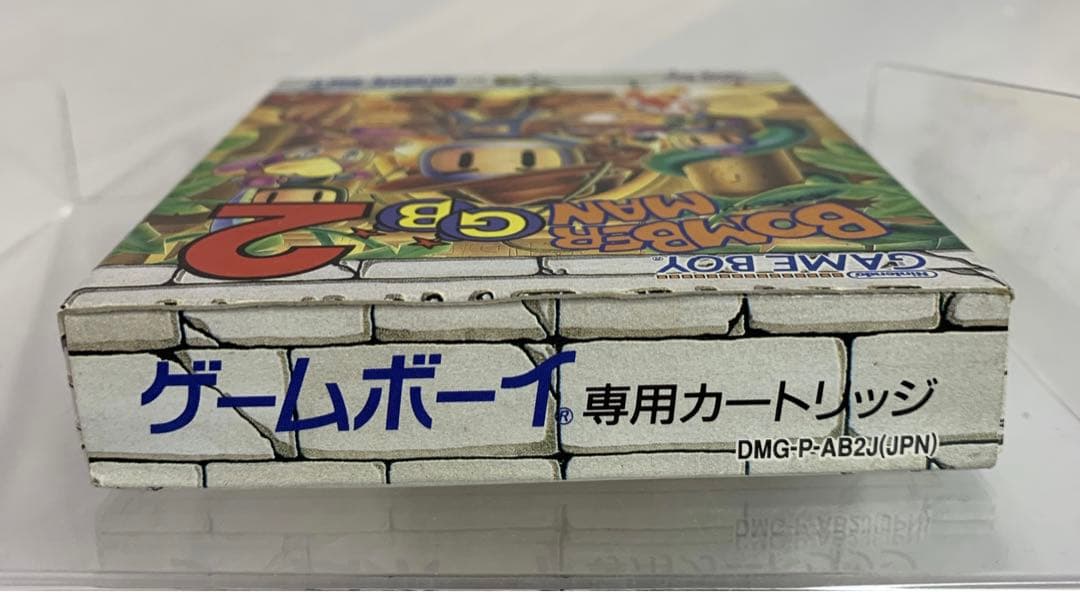 Nintendo
GAME BOY®
BOMBER
MAN
GB
2
ゲームボーイ® 専用カートリッジ
DMG-P-AB2J(JPN)